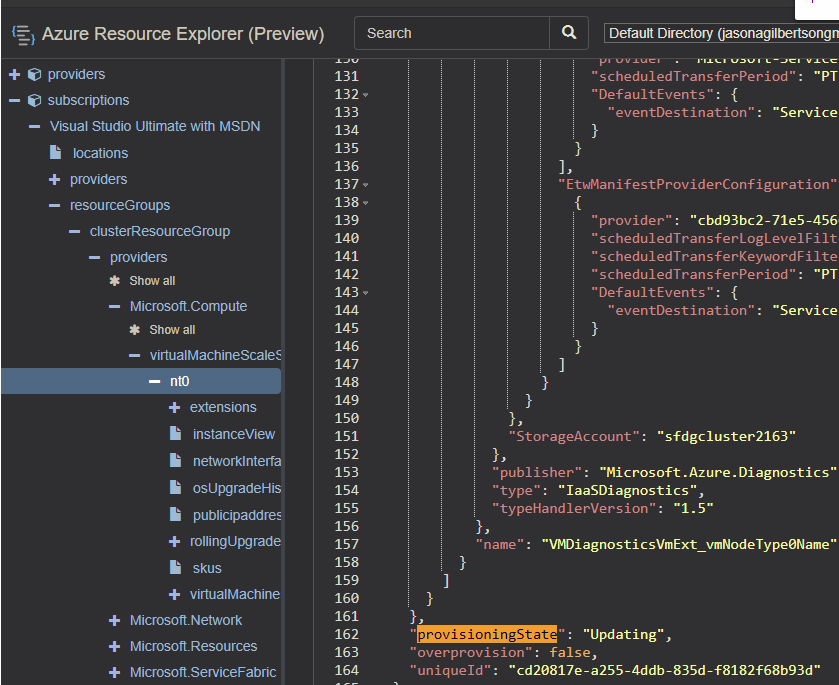 Azure Resource Explorer (Preview)
Search
Default Directory (jasonagilbertsongm
providers
subscriptions
Visual Studio Ultimate with MSDN
locations
providers
resourceGroups
clusterResourceGroup
providers
Show all
Microsoft.Compute
Show all
virtualMachineScaleS
nt0
extensions
instanceView
networkInterfa
osUpgradeHis
publicipaddres
rollingUpgrade
skus
virtualMachine
Microsoft.Network
Microsoft.Resources
Microsoft.ServiceFabric
130 "provider": "Microsoft-Service
131 "scheduledTransferPeriod": "PT
132 "DefaultEvents": {
133 "eventDestination": "Service
134 }
135 }
136 ],
137 "EtwManifestProviderConfiguration"
138 {
139 "provider": "cbd93bc2-71e5-456
140 "scheduledTransferLogLevelFilt
141 "scheduledTransferKeywordFilte
142 "scheduledTransferPeriod": "PT
143 "DefaultEvents": {
144 "eventDestination": "Service
145 }
146 }
147 ]
148 }
149 }
150 },
151 "StorageAccount": "sfdgcluster2163"
152 },
153 "publisher": "Microsoft.Azure.Diagnostics"
154 "type": "IaaSDiagnostics",
155 "typeHandlerVersion": "1.5"
156 },
157 "name": "VMDiagnosticsVmExt_vmNodeType0Name"
158 }
159 ]
160 }
161 },
162 "provisioningState": "Updating",
163 "overprovision": false,
164 "uniqueId": "cd20817e-a255-4ddb-835d-f8182f68b93d"
165